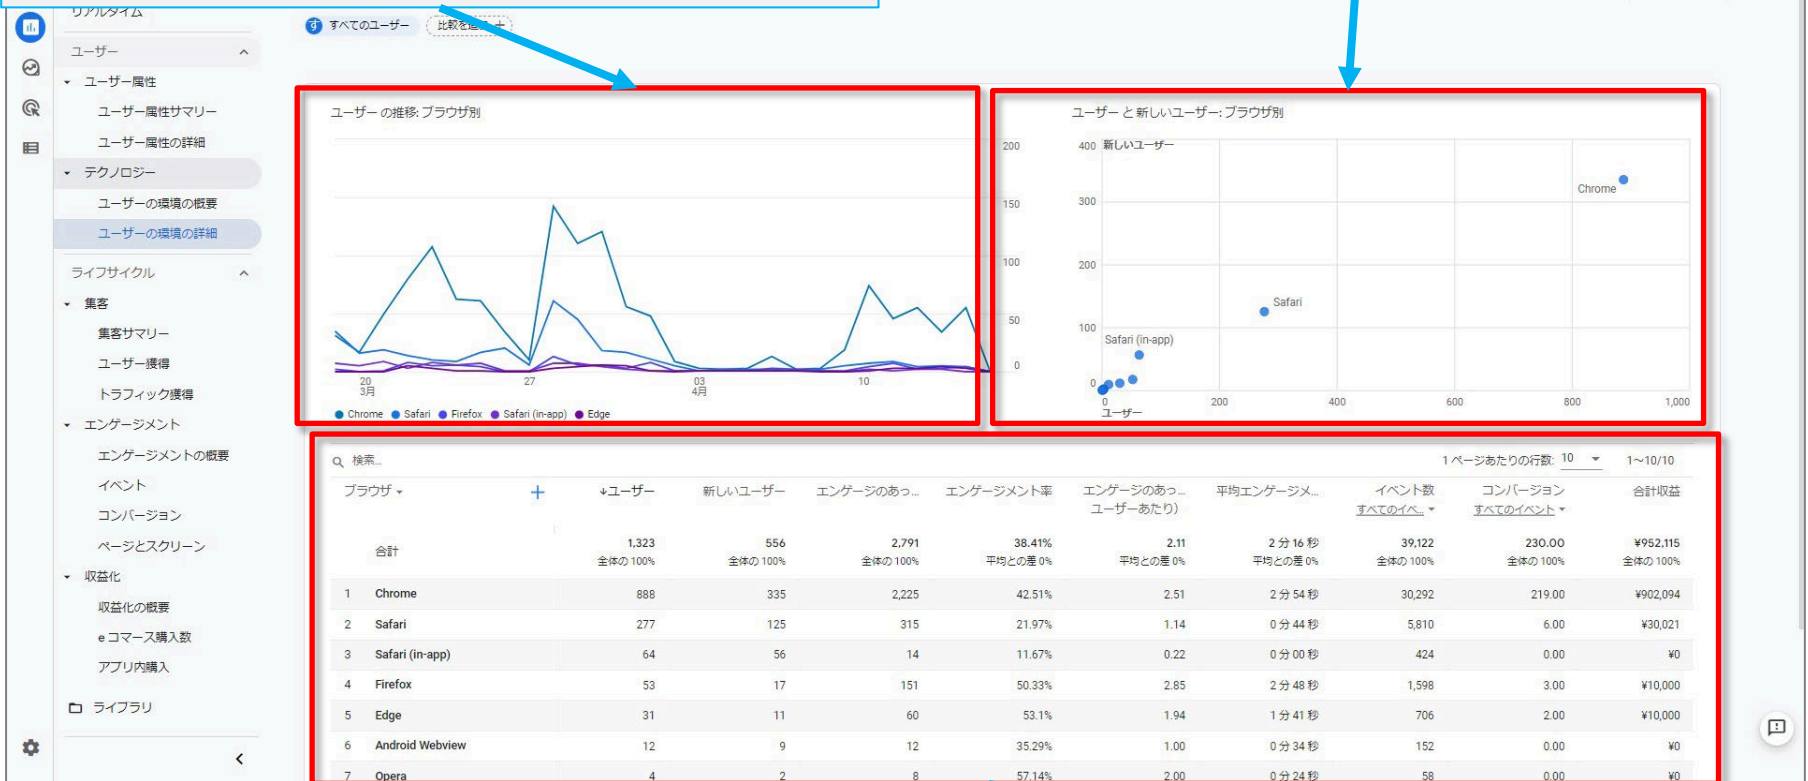 リアルタイム
ユーザー
ユーザー属性
ユーザー属性サマリー
ユーザー属性の詳細
テクノロジー
ユーザーの環境の概要
ユーザーの環境の詳細
ライフサイクル
集客
集客サマリー
ユーザー獲得
トラフィック獲得
エンゲージメント
エンゲージメントの概要
イベント
コンバージョン
ページとスクリーン
収益化
収益化の概要
e コマース購入数
アプリ内購入
ライブラリ
す すべてのユーザー
ユーザー の推移: ブラウザ別
200
150
100
50
0
20 3月
27
03 4月
10
Chrome Safari Firefox Safari (in-app) Edge
ユーザー と 新しいユーザー: ブラウザ別
400 新しいユーザー
300
200
100
0
Chrome
Safari
Safari (in-app)
0 200 400 600 800 1,000
ユーザー
検索...
1 ページあたりの行数: 10
1～10/10
ブラウザ + ↓ユーザー 新しいユーザー エンゲージのあっ... エンゲージメント率 エンゲージのあっ... 平均エンゲージメ... イベント数 コンバージョン 合計収益
ユーザーあたり） すべてのイベ... すべてのイベント
合計 1,323 556 2,791 38.41% 2.11 2 分 16 秒 39,122 230.00 ¥952,115
全体の 100% 全体の 100% 全体の 100% 平均との差 0% 平均との差 0% 平均との差 0% 全体の 100% 全体の 100% 全体の 100%
1 Chrome 888 335 2,225 42.51% 2.51 2 分 54 秒 30,292 219.00 ¥902,094
2 Safari 277 125 315 21.97% 1.14 0 分 44 秒 5,810 6.00 ¥30,021
3 Safari (in-app) 64 56 14 11.67% 0.22 0 分 00 秒 424 0.00 ¥0
4 Firefox 53 17 151 50.33% 2.85 2 分 48 秒 1,598 3.00 ¥10,000
5 Edge 31 11 60 53.1% 1.94 1 分 41 秒 706 2.00 ¥10,000
6 Android Webview 12 9 12 35.29% 1.00 0 分 34 秒 152 0.00 ¥0
7 Opera 4 2 8 57.14% 2.00 0 分 24 秒 58 0.00 ¥0